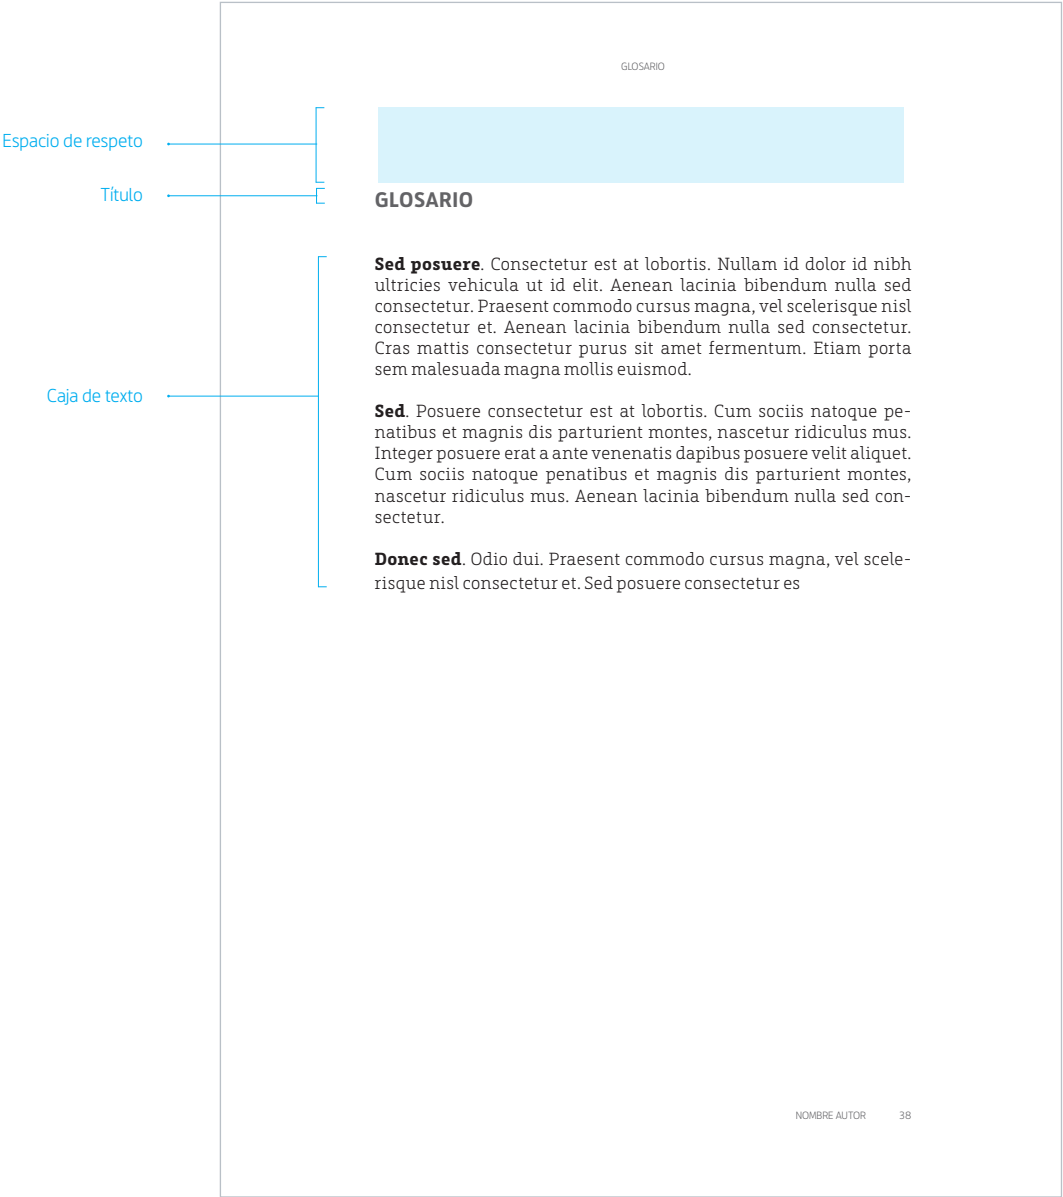 GLOSARIO
Espacio de respeto
Título
GLOSARIO
Sed posuere. Consectetur est at lobortis. Nullam id dolor id nibh
ultricies vehicula ut id elit. Aenean lacinia bibendum nulla sed
consectetur. Praesent commodo cursus magna, vel scelerisque nisl
consectetur et. Aenean lacinia bibendum nulla sed consectetur.
Cras mattis consectetur purus sit amet fermentum. Etiam porta
sem malesuada magna mollis euismod.
Caja de texto
Sed. Posuere consectetur est at lobortis. Cum sociis natoque pe-
natibus et magnis dis parturient montes, nascetur ridiculus mus.
Integer posuere erat a ante venenatis dapibus posuere velit aliquet.
Cum sociis natoque penatibus et magnis dis parturient montes,
nascetur ridiculus mus. Aenean lacinia bibendum nulla sed con-
sectetur.
Donec sed. Odio dui. Praesent commodo cursus magna, vel scele-
risque nisl consectetur et. Sed posuere consectetur es
NOMBRE AUTOR 38